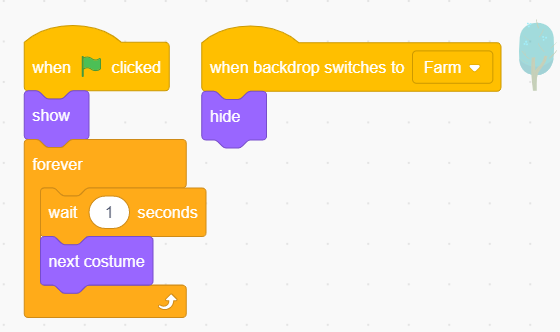 when clicked
show
forever
wait 1 seconds
next costume
when backdrop switches to Farm
hide